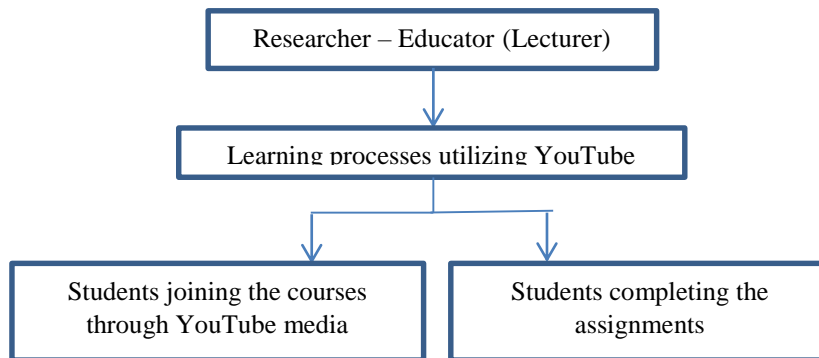 Researcher – Educator (Lecturer)
Learning processes utilizing YouTube
Students joining the courses
through YouTube media
Students completing the
assignments